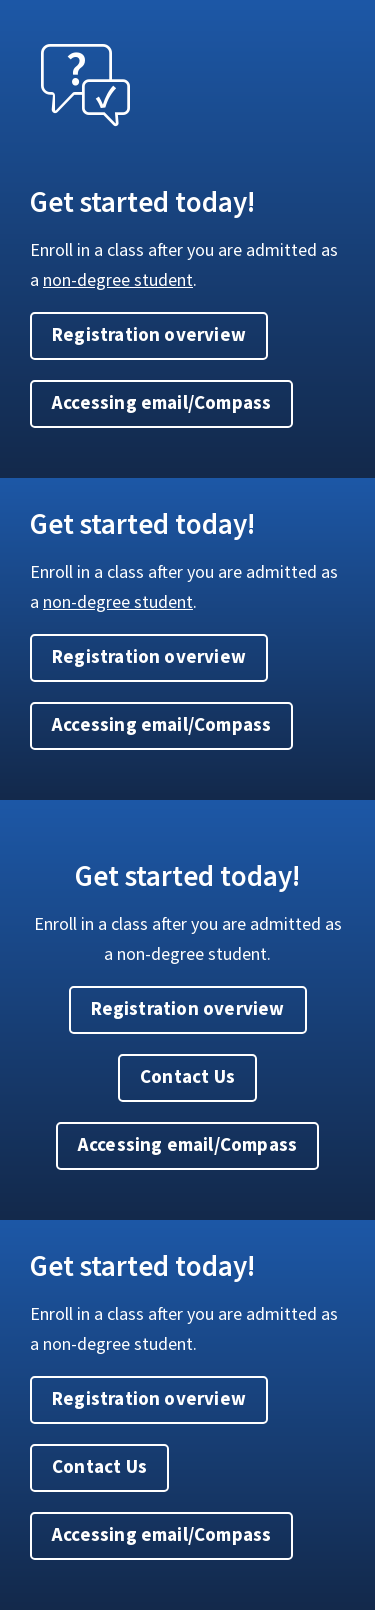 ?
Get started today!
Enroll in a class after you are admitted as
a non-degree student.
Registration overview
Accessing email/Compass
Get started today!
Enroll in a class after you are admitted as
a non-degree student.
Registration overview
Accessing email/Compass
Get started today!
Enroll in a class after you are admitted as
a non-degree student.
Registration overview
Contact Us
Accessing email/Compass
Get started today!
Enroll in a class after you are admitted as
a non-degree student.
Registration overview
Contact Us
Accessing email/Compass